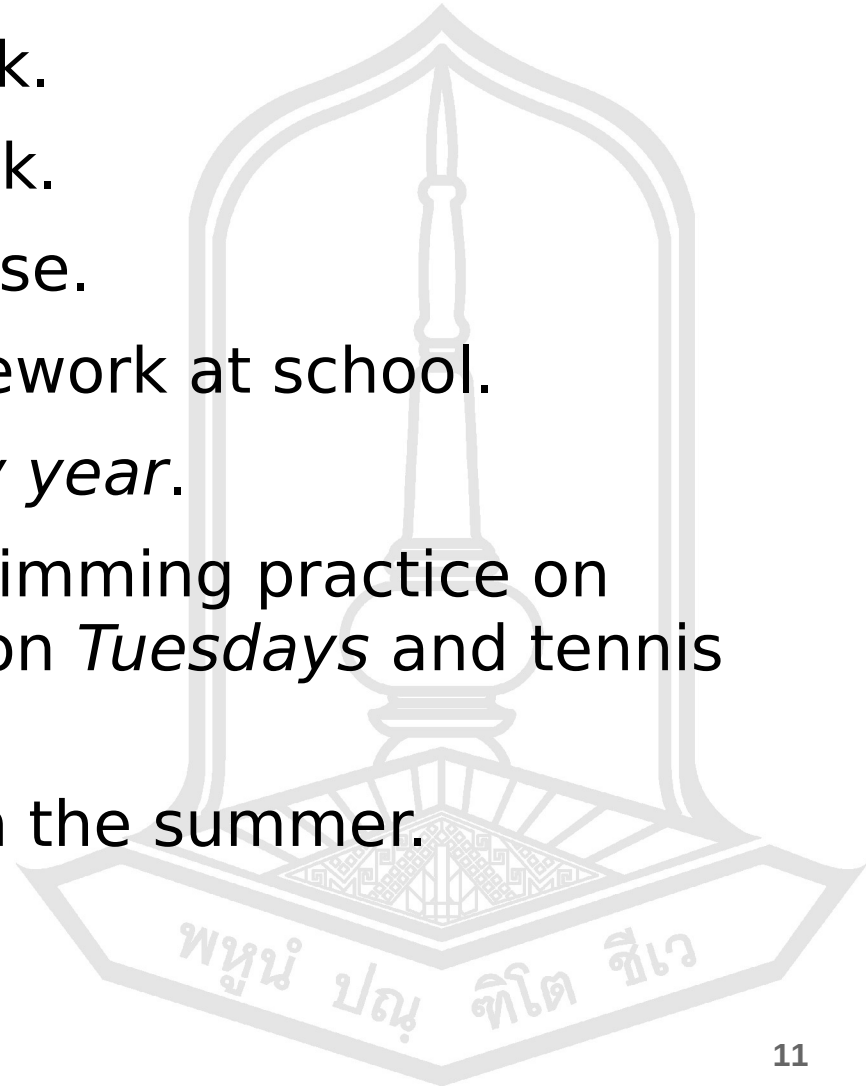 k.
k.
se.
ework at school.
y year.
imming practice on
on Tuesdays and tennis
n the summer.
พหูนํ ปณฺฑิโต ชีเว
11